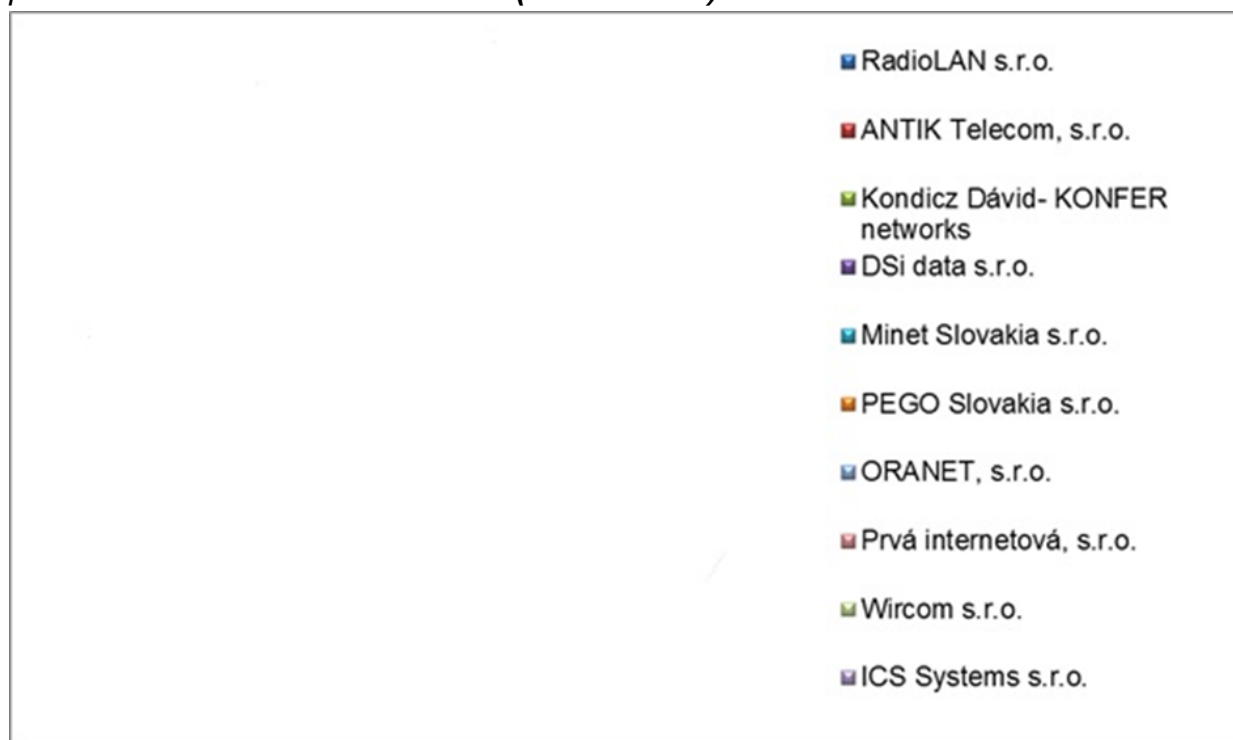 RadioLAN s.r.o.
ANTIK Telecom, s.r.o.
Kondicz Dávid- KONFER
networks
DSi data s.r.o.
Minet Slovakia s.r.o.
PEGO Slovakia s.r.o.
ORANET, s.r.o.
Prvá internetová, s.r.o.
Wircom s.r.o.
ICS Systems s.r.o.